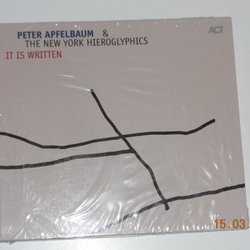 PETER APFELBAUM & ACT
THE NEW YORK HIEROGLYPHICS
IT IS WRITTEN
15.03